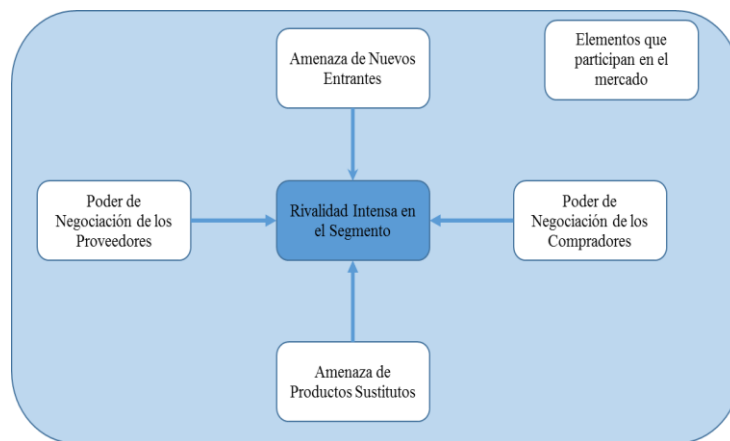 Amenaza de Nuevos
Entrantes
Elementos que
participan en el
mercado
Poder de
Negociación de los
Proveedores
Rivalidad Intensa en
el Segmento
Poder de
Negociación de los
Compradores
Amenaza de
Productos Sustitutos